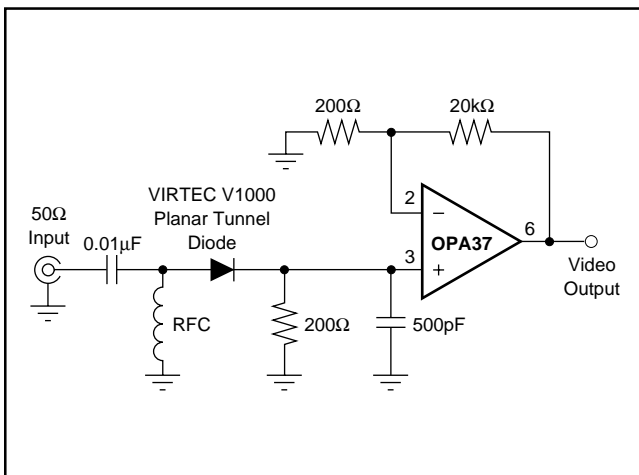 200Ω
20kΩ
VIRTEC V1000
Planar Tunnel
Diode
50Ω
Input
0.01µF
2
−
OPA37
6
3
+
Video
Output
RFC
200Ω
500pF